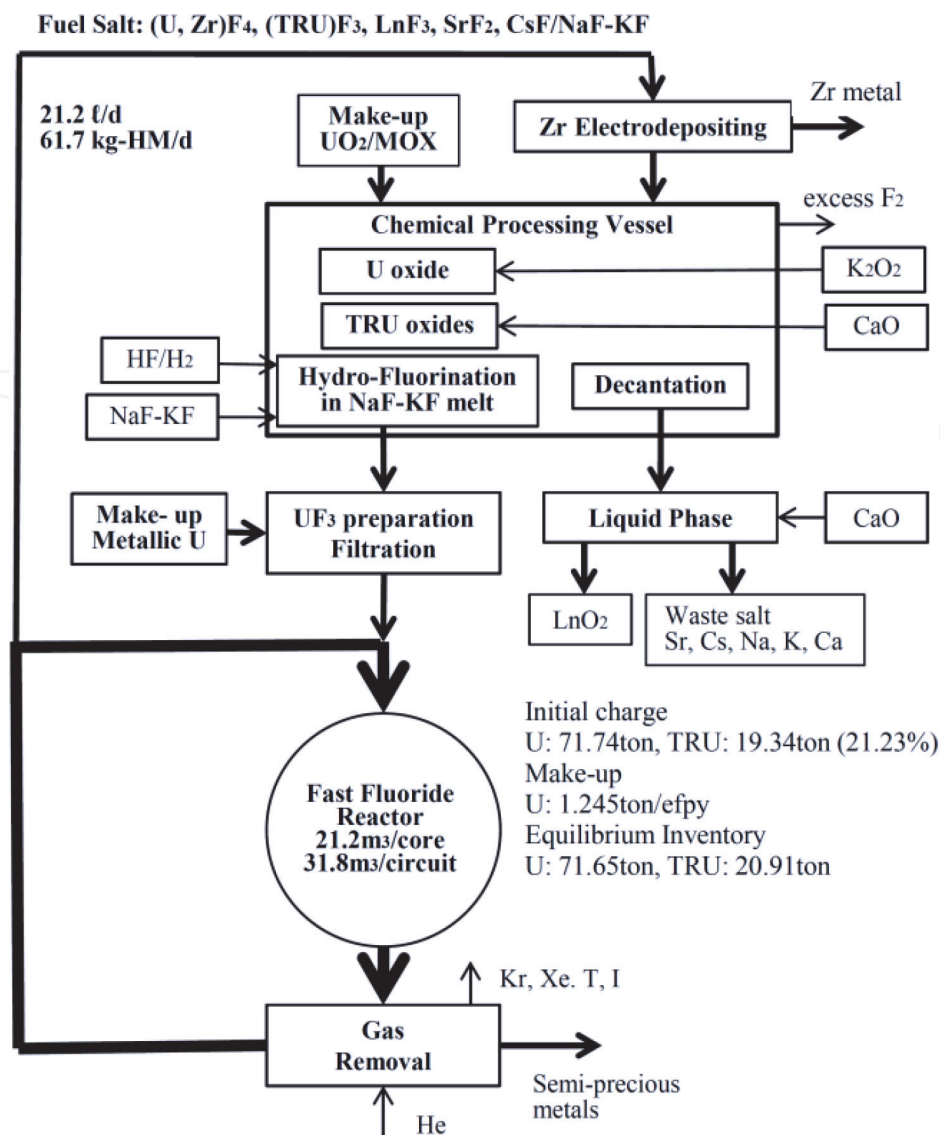 Fuel Salt: (U, Zr)F4, (TRU)F3, LnF3, SrF2, CsF/NaF-KF
21.2 ℓ/d
61.7 kg-HM/d
Make-up
UO2/MOX
Zr Electrodepositing
Zr metal
excess F2
Chemical Processing Vessel
U oxide
K2O2
TRU oxides
CaO
HF/H2
NaF-KF
Hydro-Fluorination
in NaF-KF melt
Decantation
Make- up
Metallic U
UF3 preparation
Filtration
Liquid Phase
CaO
LnO2
Waste salt
Sr, Cs, Na, K, Ca
Initial charge
U: 71.74ton, TRU: 19.34ton (21.23%)
Make-up
U: 1.245ton/efpy
Equilibrium Inventory
U: 71.65ton, TRU: 20.91ton
Fast Fluoride
Reactor
21.2m3/core
31.8m3/circuit
Kr, Xe. T, I
Gas
Removal
Semi-precious
metals
He